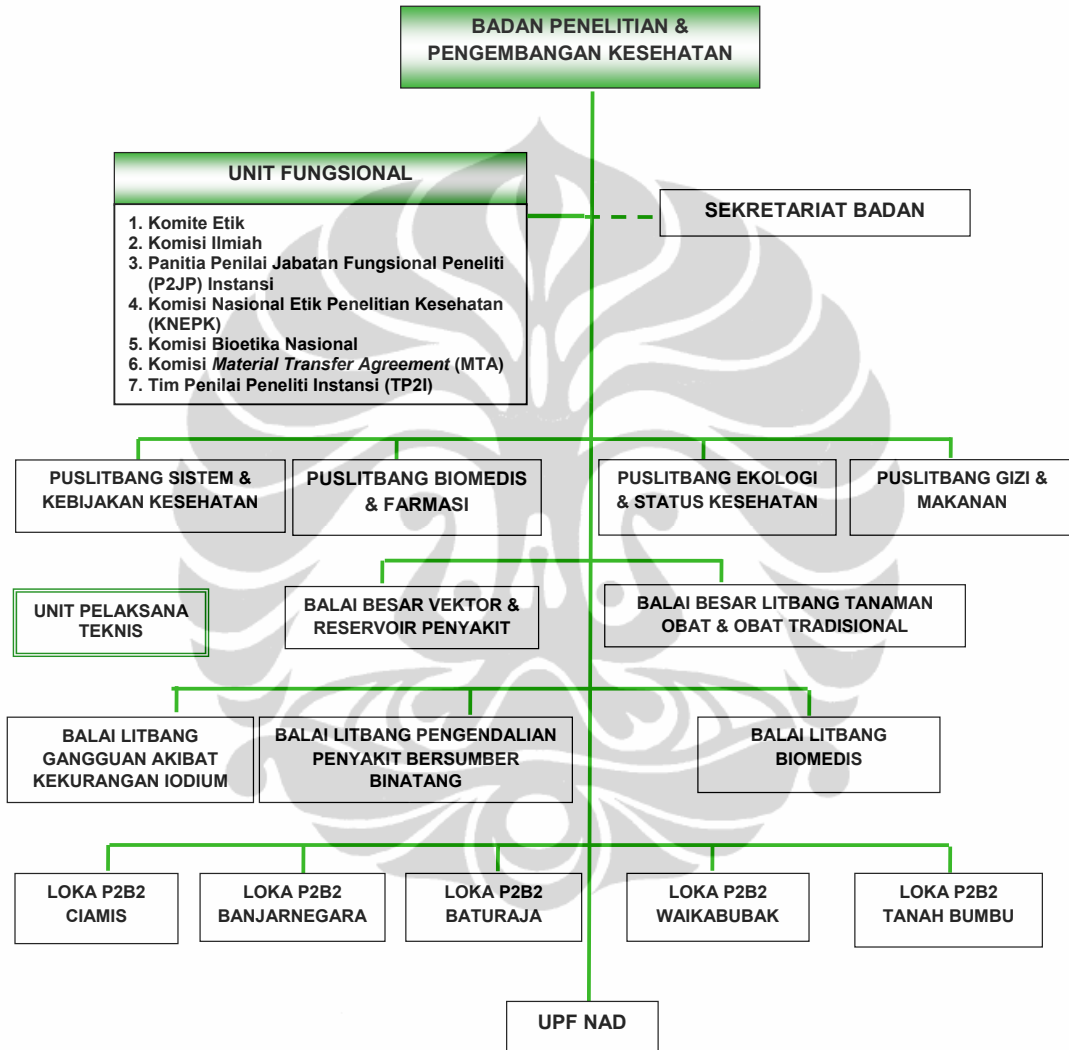 BADAN PENELITIAN &
PENGEMBANGAN KESEHATAN
UNIT FUNGSIONAL
1. Komite Etik
2. Komisi Ilmiah
3. Panitia Penilai Jabatan Fungsional Peneliti
(P2JP) Instansi
4. Komisi Nasional Etik Penelitian Kesehatan
(KNEPK)
5. Komisi Bioetika Nasional
6. Komisi Material Transfer Agreement (MTA)
7. Tim Penilai Peneliti Instansi (TP2I)
SEKRETARIAT BADAN
PUSLITBANG SISTEM &
KEBIJAKAN KESEHATAN
PUSLITBANG BIOMEDIS
& FARMASI
PUSLITBANG EKOLOGI
& STATUS KESEHATAN
PUSLITBANG GIZI &
MAKANAN
UNIT PELAKSANA
TEKNIS
BALAI BESAR VEKTOR &
RESERVOIR PENYAKIT
BALAI BESAR LITBANG TANAMAN
OBAT & OBAT TRADISIONAL
BALAI LITBANG
GANGGUAN AKIBAT
KEKURANGAN IODIUM
BALAI LITBANG PENGENDALIAN
PENYAKIT BERSUMBER
BINATANG
BALAI LITBANG
BIOMEDIS
LOKA P2B2
CIAMIS
LOKA P2B2
BANJARNEGARA
LOKA P2B2
BATURAJA
LOKA P2B2
WAIKABUBAK
LOKA P2B2
TANAH BUMBU
UPF NAD